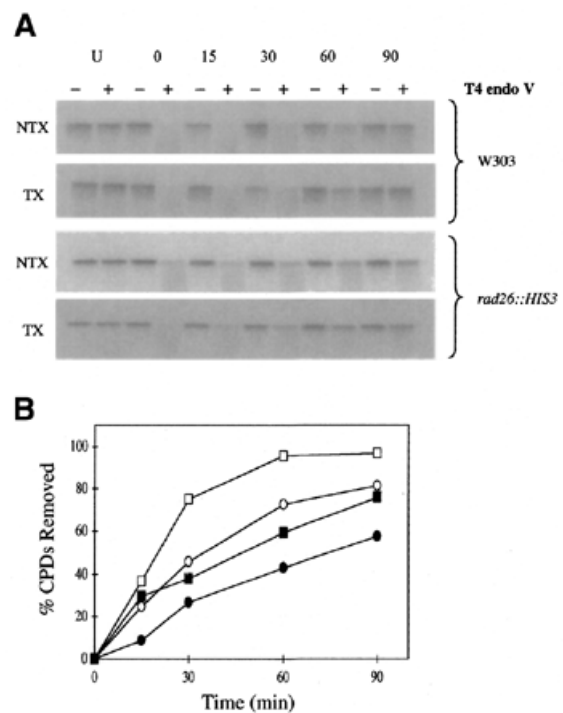 A
U 0 15 30 60 90
− + − + − + − + − + − + T4 endo V
NTX
W303
TX
NTX
rad26::HIS3
TX
B
100
80
60
40
20
0
% CPDs Removed
0 30 60 90
Time (min)